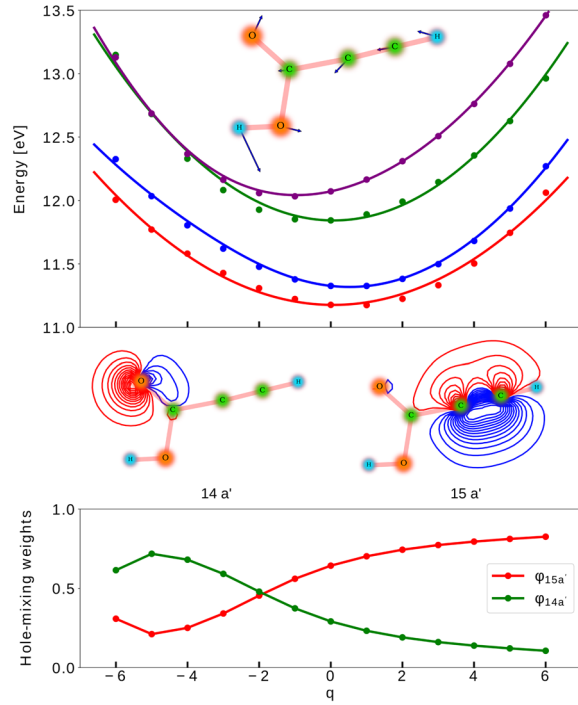 13.5
13.0
12.5
12.0
11.5
11.0
Energy [eV]
O
C
C
C
H
H
O
O
C
C
C
H
H
O
14 a'
O
C
C
C
H
H
O
15 a'
1.0
0.5
0.0
Hole-mixing weights
φ15a'
φ14a'
−6 −4 −2 0 2 4 6
q